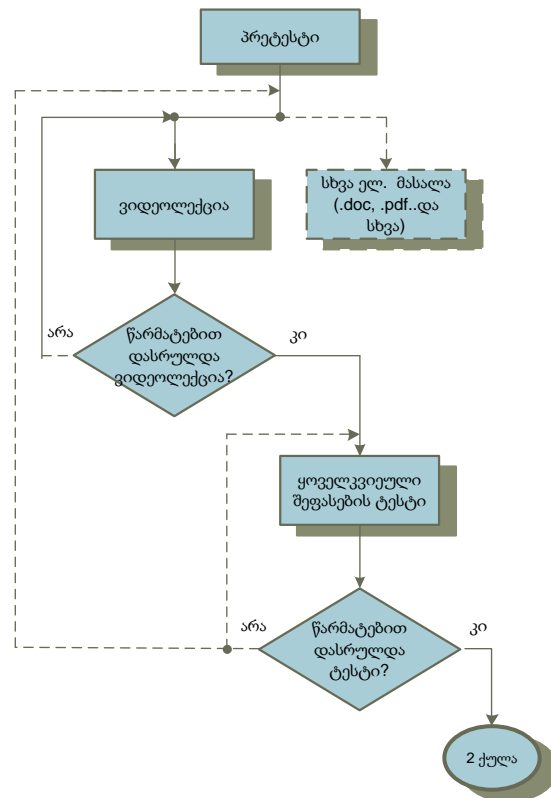 პრეტესტი
ვიდეოლექცია
სხვა ელ. მასალა
(.doc, .pdf..და
სხვა)
არა
წარმატებით
დასრულდა
ვიდეოლექცია?
კი
ყოველკვიეული
შეფასების ტესტი
არა
წარმატებით
დასრულდა
ტესტი?
კი
2 ქულა